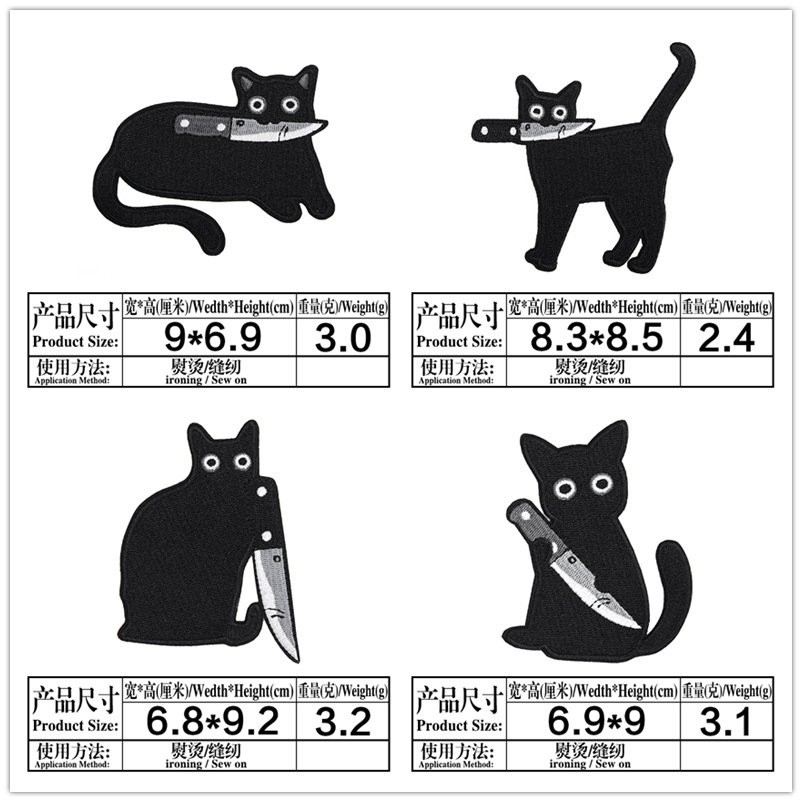 产品尺寸 宽*高(厘米)/Wedth*Height(cm) 重量(克)/Weight(g)
Product Size: 9*6.9 3.0
使用方法: 熨烫/缝纫
Application Method: ironing / Sew on
产品尺寸 宽*高(厘米)/Wedth*Height(cm) 重量(克)/Weight(g)
Product Size: 8.3*8.5 2.4
使用方法: 熨烫/缝纫
Application Method: ironing / Sew on
产品尺寸 宽*高(厘米)/Wedth*Height(cm) 重量(克)/Weight(g)
Product Size: 6.8*9.2 3.2
使用方法: 熨烫/缝纫
Application Method: ironing / Sew on
产品尺寸 宽*高(厘米)/Wedth*Height(cm) 重量(克)/Weight(g)
Product Size: 6.9*9 3.1
使用方法: 熨烫/缝纫
Application Method: ironing / Sew on